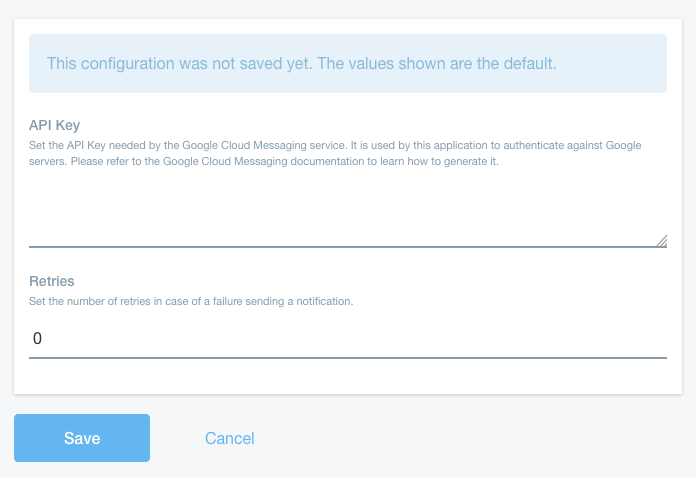 This configuration was not saved yet. The values shown are the default.
API Key
Set the API Key needed by the Google Cloud Messaging service. It is used by this application to authenticate against Google
servers. Please refer to the Google Cloud Messaging documentation to learn how to generate it.
Retries
Set the number of retries in case of a failure sending a notification.
0
Save
Cancel